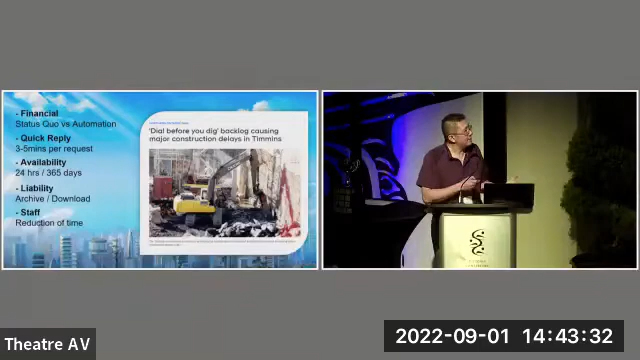 - Financial
Status Quo vs Automation
- Quick Reply
3-5mins per request
- Availability
24 hrs / 365 days
- Liability
Archive / Download
- Staff
Reduction of time
'Dial before you dig' backlog causing
major construction delays in Timmins
Theatre AV
2022-09-01 14:43:32